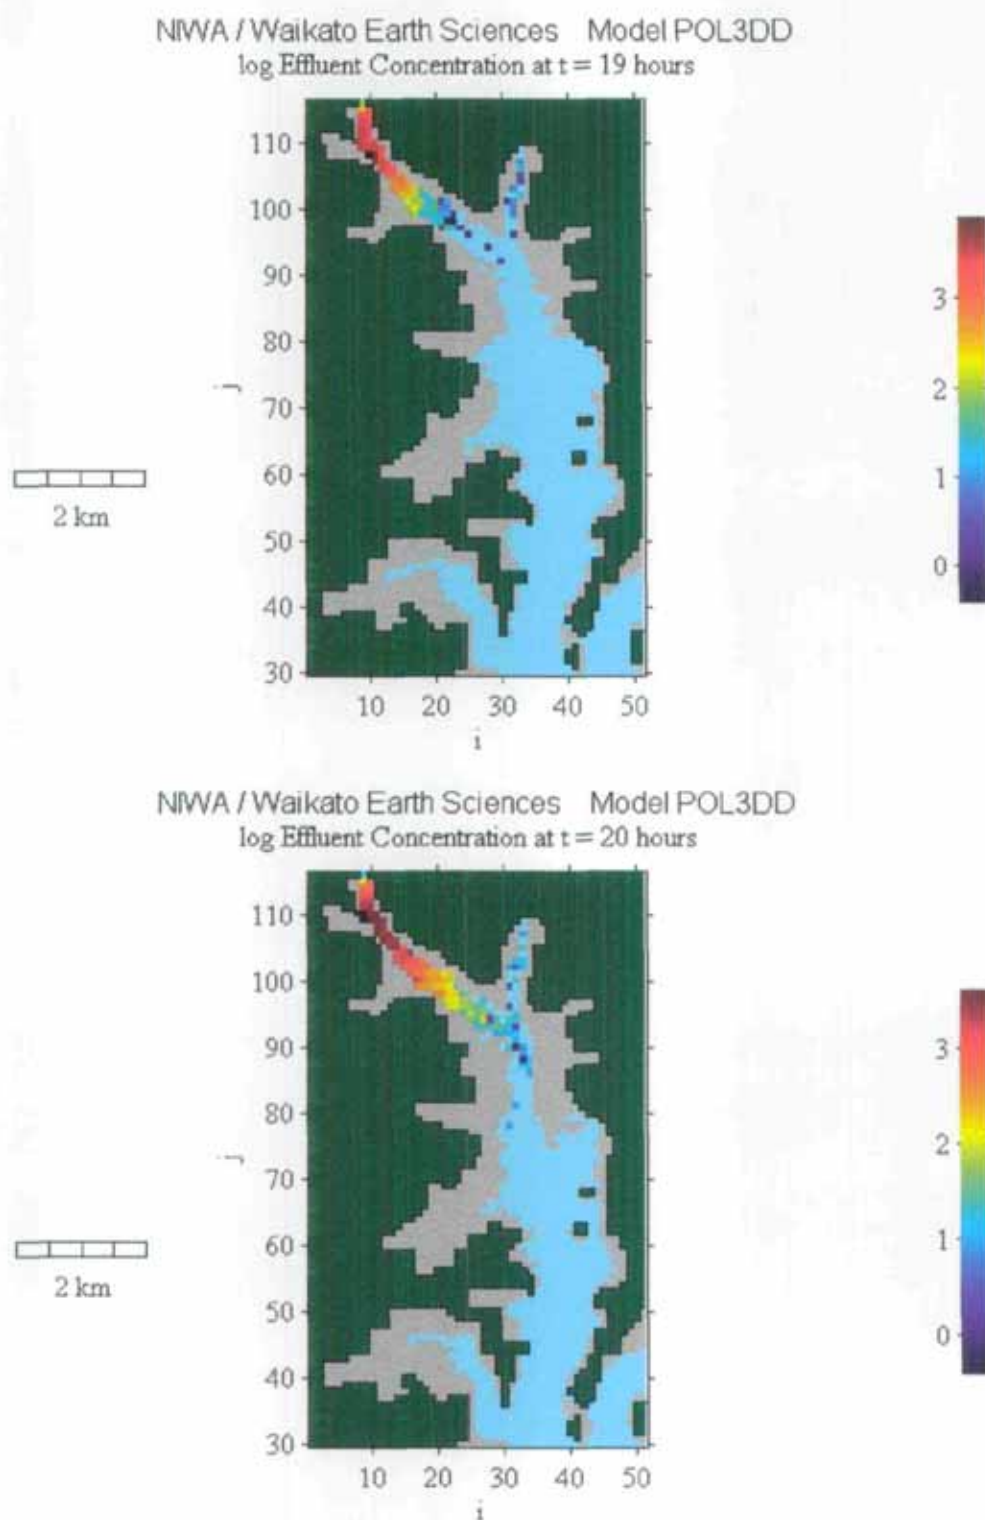 NIWA / Waikato Earth Sciences Model POL3DD
log Effluent Concentration at t = 19 hours
110
100
90
80
70
60
50
40
30
j
10 20 30 40 50
i
2 km
3
2
1
0
NIWA / Waikato Earth Sciences Model POL3DD
log Effluent Concentration at t = 20 hours
110
100
90
80
70
60
50
40
30
j
10 20 30 40 50
i
2 km
3
2
1
0